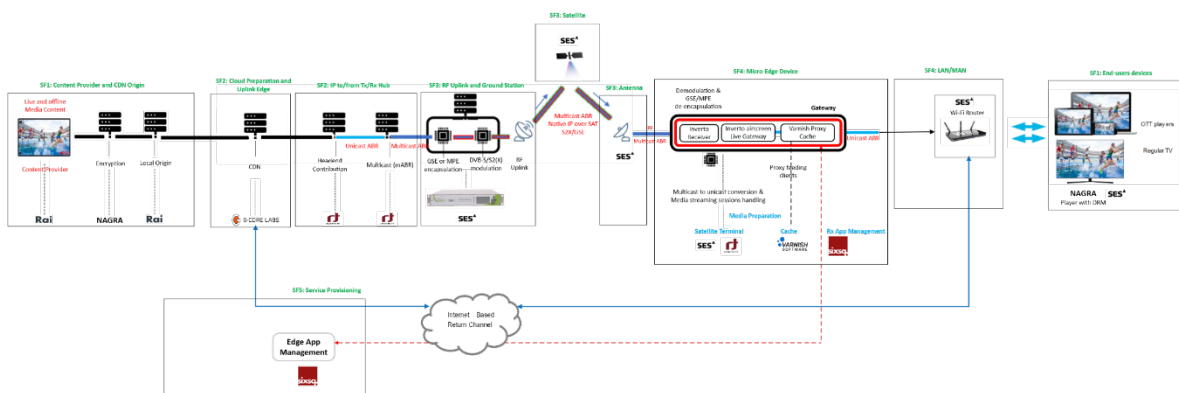 SF3: Satellite
SES▲
SF1: Content Provider and CDN Origin
SF2: Cloud Preparation and
Uplink Edge
SF2: IP to/from Tx/Rx Hub
SF3: RF Uplink and Ground Station
SF3: Antenna
SF4: Micro Edge Device
SF4: LAN/MAN
SF1: End-users devices
Live and offline
Media Content
Content Provider
Encryption
Local Origin
Rai
NAGRA
Rai
CDN
G-CORE LABS
Unicast ABR
Multicast ABR
Headend
Contribution
Multicast (mABR)
GSE or MPE
encapsulation
DVB-S/S2(X)
modulation
SES▲
RF
Uplink
Multicast ABR
Native IP over SAT
S2X/GSE
SES▲
RF
Multicast ABR
Demodulation &
GSE/MPE
de-encapsulation
Gateway
Inverto
Receiver
Inverto airscreen
Live Gateway
Varnish Proxy
Cache
Unicast ABR
Proxy feeding
clients
Multicast to unicast conversion &
Media streaming sessions handling
Media Preparation
Satellite Terminal
Cache
Rx App Management
SES▲
VARNISH
SOFTWARE
sixsq.
SES▲
Wi-Fi Router
OTT players
Regular TV
NAGRA
SES▲
Player with DRM
SF5: Service Provisioning
Internet Based
Return Channel
Edge App
Management
sixsq.